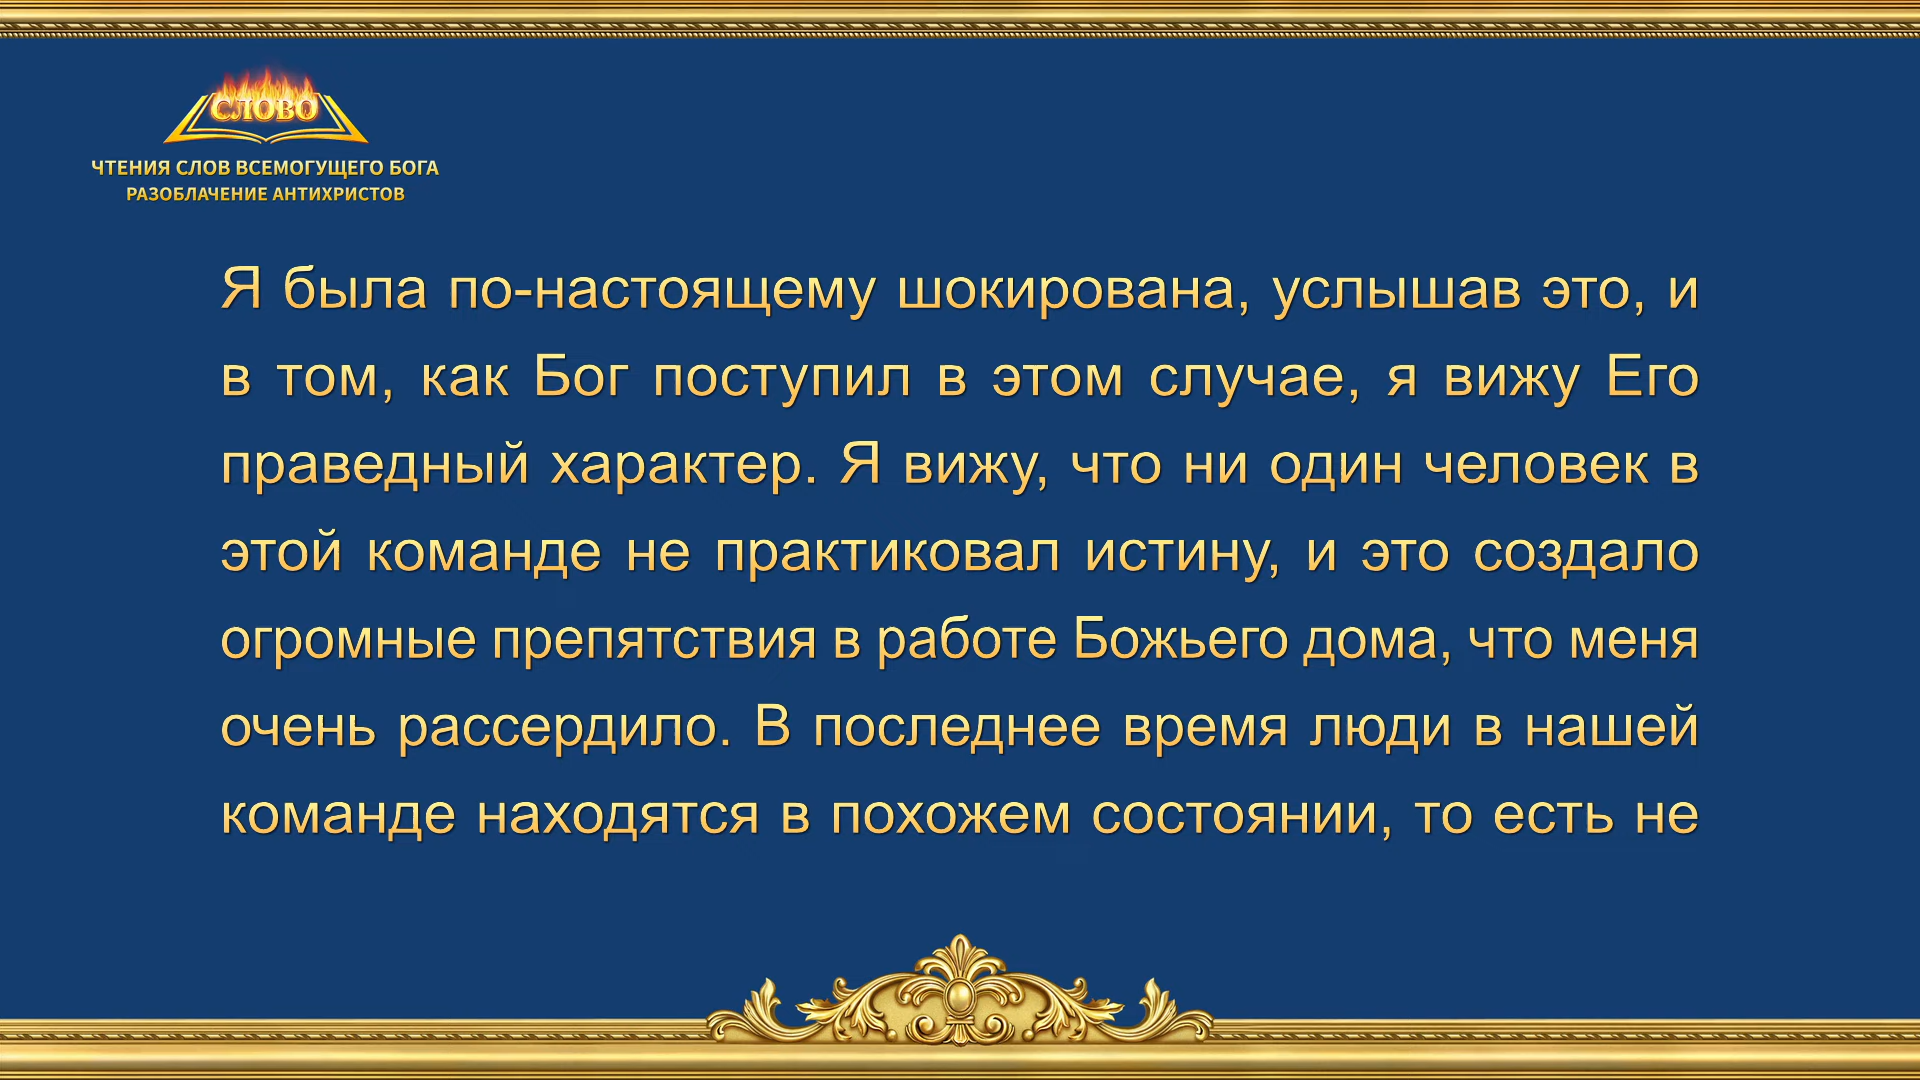 СЛОВО
ЧТЕНИЯ СЛОВ ВСЕМОГУЩЕГО БОГА
РАЗОБЛАЧЕНИЕ АНТИХРИСТОВ
Я была по-настоящему шокирована, услышав это, и
в том, как Бог поступил в этом случае, я вижу Его
праведный характер. Я вижу, что ни один человек в
этой команде не практиковал истину, и это создало
огромные препятствия в работе Божьего дома, что меня
очень рассердило. В последнее время люди в нашей
команде находятся в похожем состоянии, то есть не